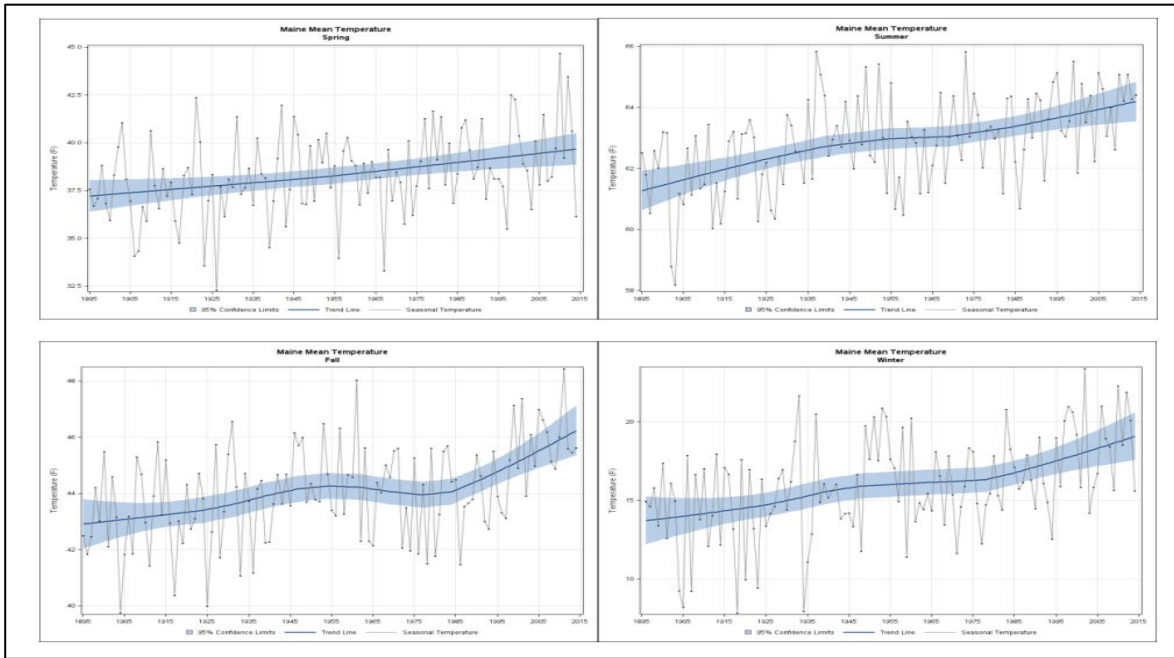 Maine Mean Temperature
Spring
Temperature (F)
45.0
42.5
40.0
37.5
35.0
32.5
1895 1905 1915 1925 1935 1945 1955 1965 1975 1985 1995 2005 2015
95% Confidence Limits Trend Line Seasonal Temperature
Maine Mean Temperature
Summer
Temperature (F)
66
64
62
60
58
1895 1905 1915 1925 1935 1945 1955 1965 1975 1985 1995 2005 2015
95% Confidence Limits Trend Line Seasonal Temperature
Maine Mean Temperature
Fall
Temperature (F)
48
46
44
42
40
1895 1905 1915 1925 1935 1945 1955 1965 1975 1985 1995 2005 2015
95% Confidence Limits Trend Line Seasonal Temperature
Maine Mean Temperature
Winter
Temperature (F)
20
15
10
1895 1905 1915 1925 1935 1945 1955 1965 1975 1985 1995 2005 2015
95% Confidence Limits Trend Line Seasonal Temperature